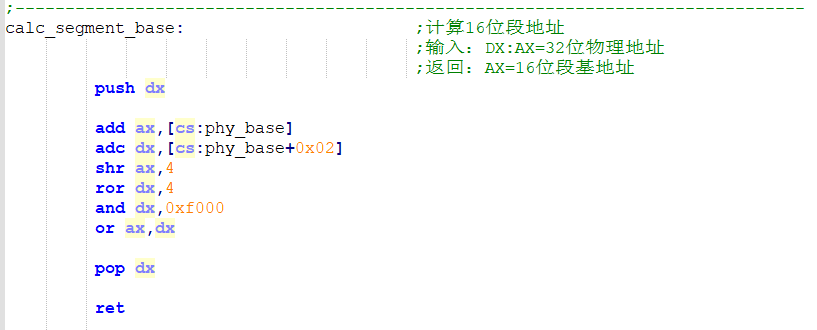 ;-------------------------------------------------------------------------------
calc_segment_base: ;计算16位段地址
;输入：DX:AX=32位物理地址
;返回：AX=16位段基地址
push dx
add ax,[cs:phy_base]
adc dx,[cs:phy_base+0x02]
shr ax,4
ror dx,4
and dx,0xf000
or ax,dx
pop dx
ret